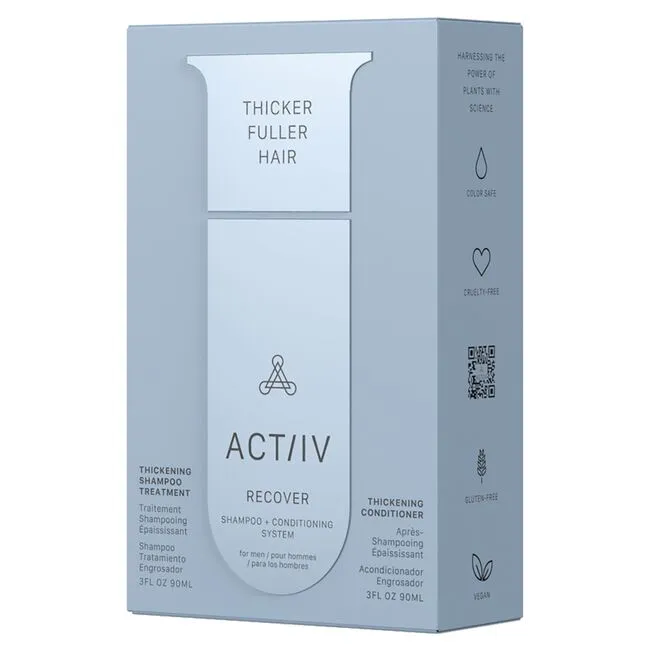 THICKER
FULLER
HAIR
ACT/IV
RECOVER
SHAMPOO + CONDITIONING
SYSTEM
for men / pour hommes
/ para los hombres
THICKENING
SHAMPOO
TREATMENT
Traitement
Shampooing
Épaississant
Shampoo
Tratamiento
Engrosador
3FL OZ 90ML
THICKENING
CONDITIONER
Après-
Shampooing
Épaississant
Acondicionador
Engrosador
3FL OZ 90ML
HARNESSING THE
POWER OF
PLANTS WITH
SCIENCE
COLOR SAFE
CRUELTY-FREE
GLUTEN-FREE
VEGAN